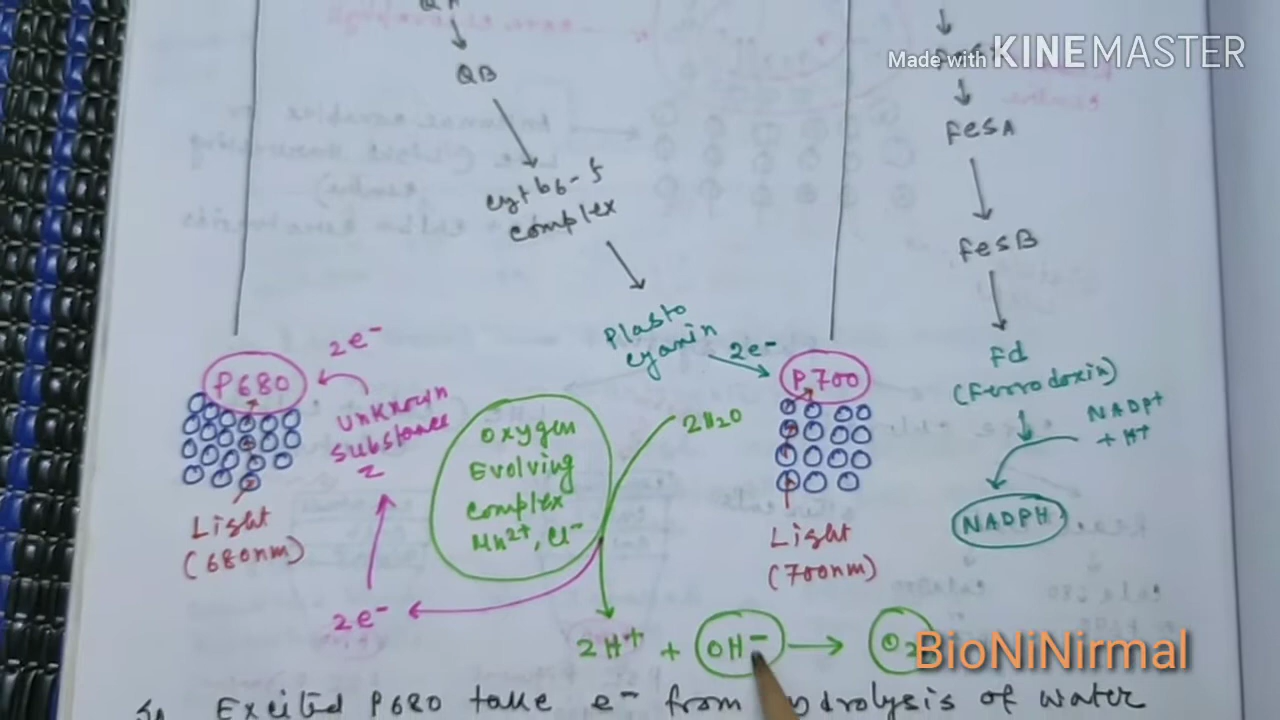 Made with KINEMASTER
QA
QB
cyt b6-f
complex
Plasto
cyanin
2e-
FeSA
FeSB
Fd
(Ferrodoxin)
NADP+
+ H+
NADPH
P680
2e-
unknown
substance
Z
Light
(680nm)
2e-
Oxygen
Evolving
complex
Mn2+, Cl-
2H2O
P700
Light
(700nm)
2H+ + OH- → O2
BioNiNirmal
Excited P680 take e- from hydrolysis of water